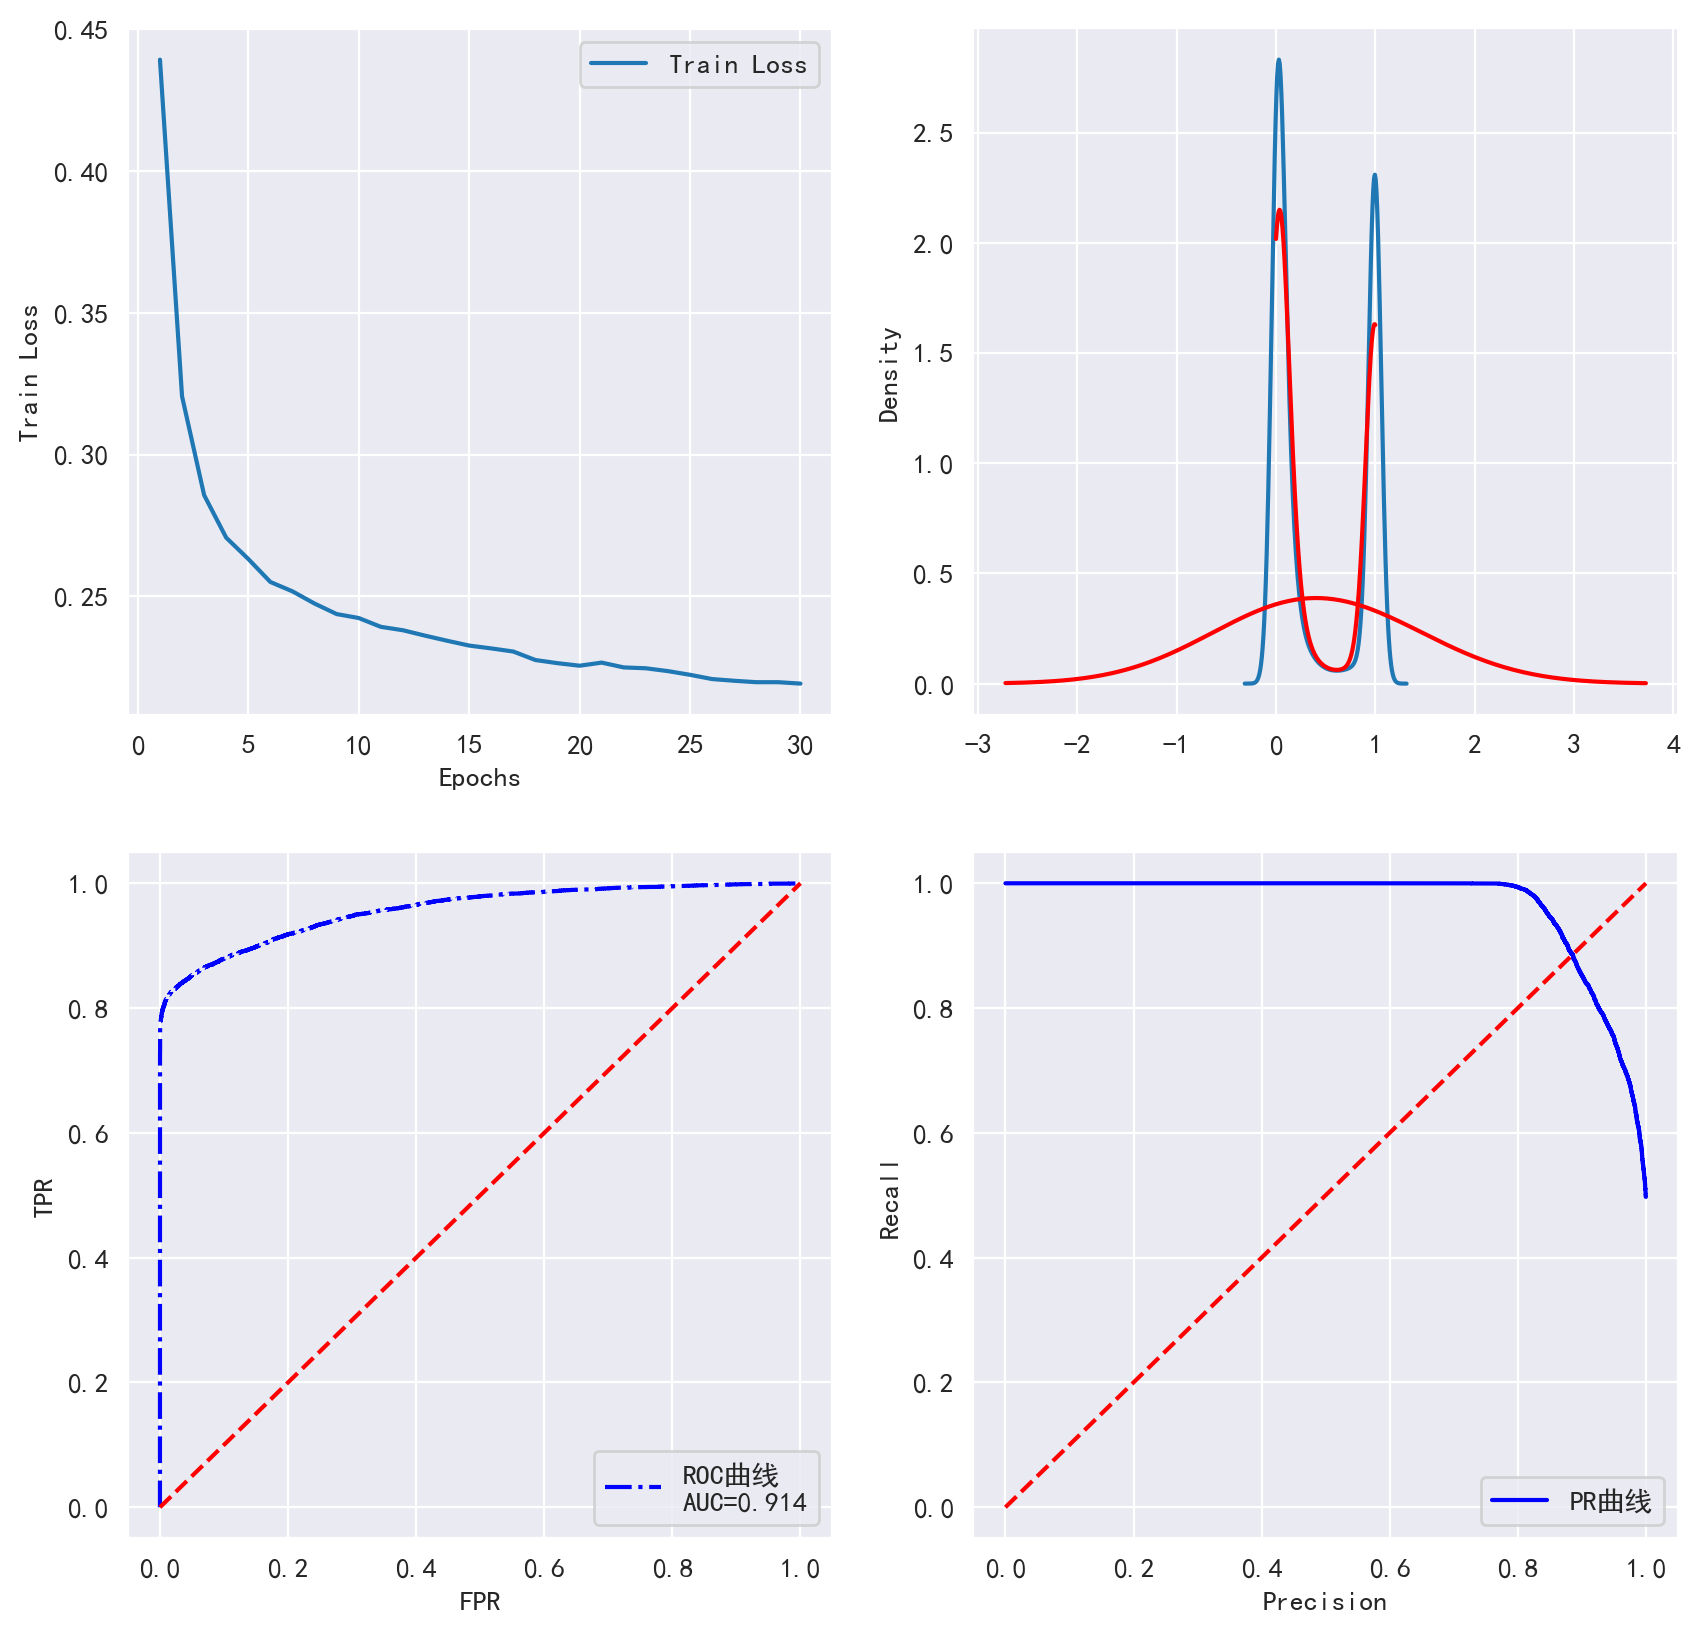 0.45
0.40
0.35
0.30
0.25
Train Loss
Train Loss
0 5 10 15 20 25 30
Epochs
2.5
2.0
1.5
1.0
0.5
0.0
Density
−3 −2 −1 0 1 2 3 4
1.0
0.8
0.6
0.4
0.2
0.0
TPR
ROC曲线
AUC=0.914
0.0 0.2 0.4 0.6 0.8 1.0
FPR
1.0
0.8
0.6
0.4
0.2
0.0
Recall
PR曲线
0.0 0.2 0.4 0.6 0.8 1.0
Precision